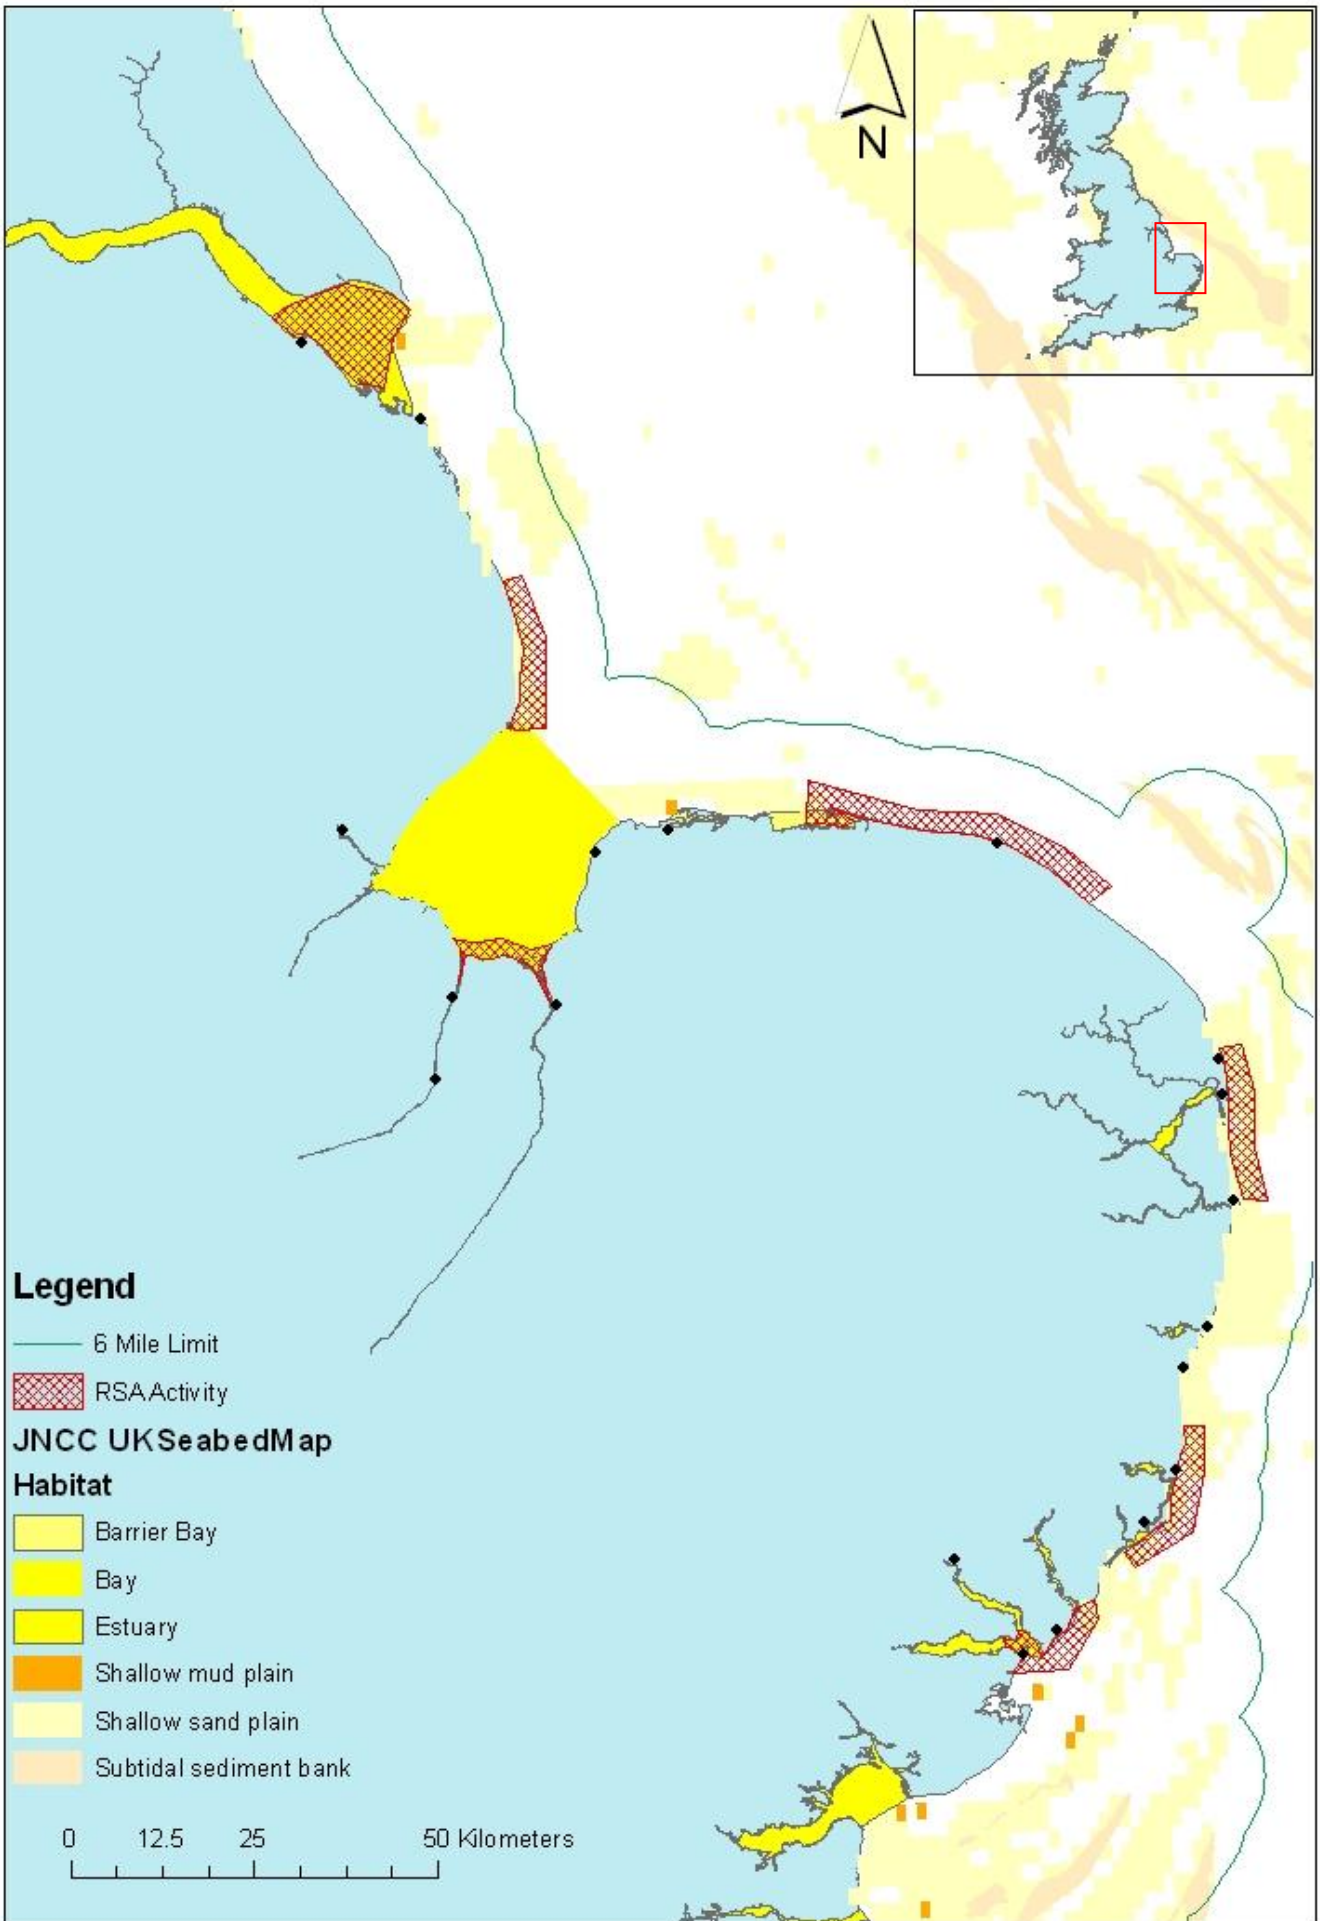 N
Legend
6 Mile Limit
RSA Activity
JNCC UKSeabedMap
Habitat
Barrier Bay
Bay
Estuary
Shallow mud plain
Shallow sand plain
Subtidal sediment bank
0 12.5 25 50 Kilometers